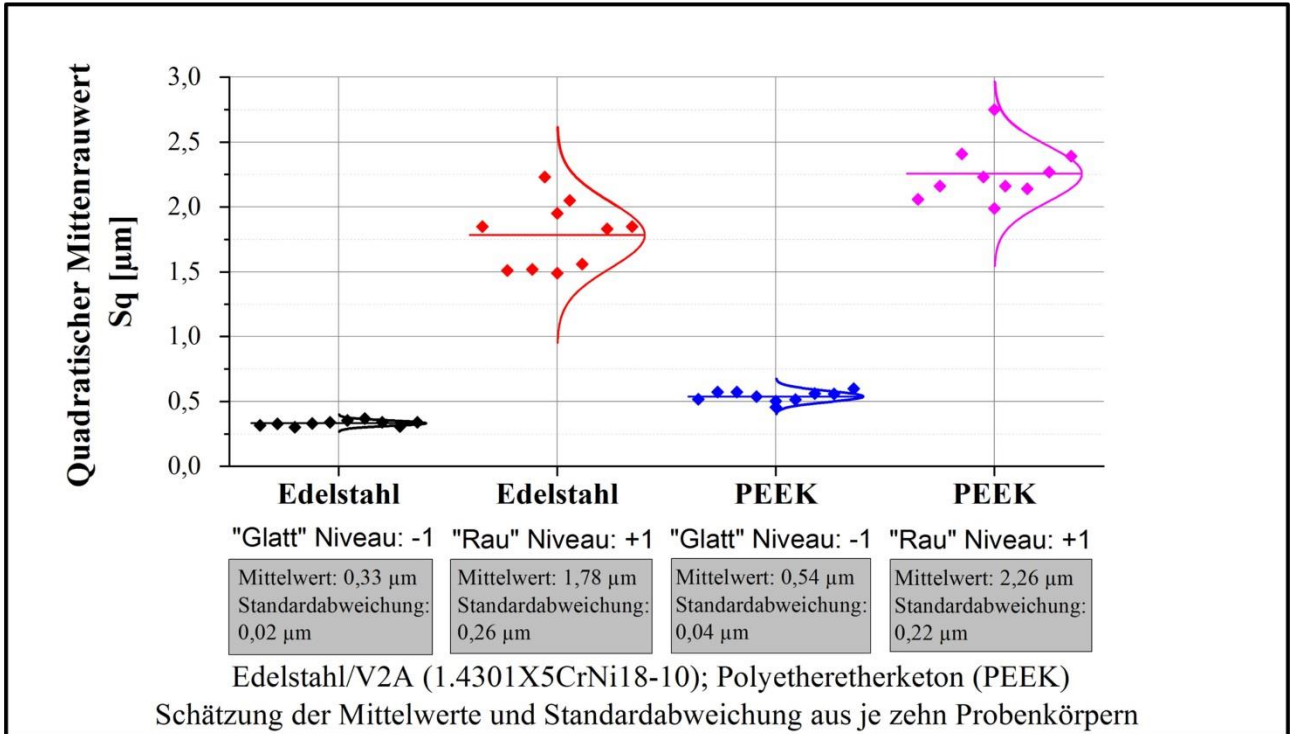 Quadratischer Mittenrauwert
Sq [µm]
3,0
2,5
2,0
1,5
1,0
0,5
0,0
Edelstahl Edelstahl PEEK PEEK
"Glatt" Niveau: -1 "Rau" Niveau: +1 "Glatt" Niveau: -1 "Rau" Niveau: +1
Mittelwert: 0,33 µm
Standardabweichung:
0,02 µm
Mittelwert: 1,78 µm
Standardabweichung:
0,26 µm
Mittelwert: 0,54 µm
Standardabweichung:
0,04 µm
Mittelwert: 2,26 µm
Standardabweichung:
0,22 µm
Edelstahl/V2A (1.4301X5CrNi18-10); Polyetheretherketon (PEEK)
Schätzung der Mittelwerte und Standardabweichung aus je zehn Probenkörpern